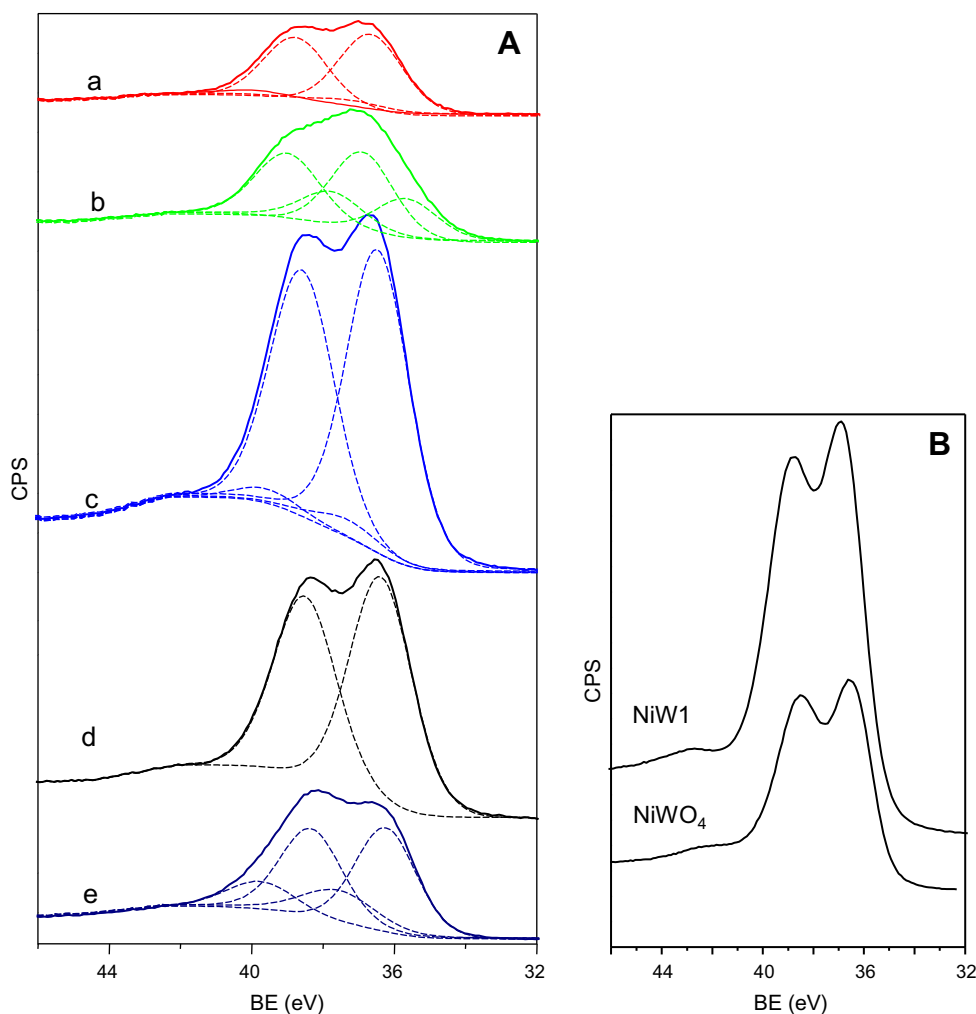 A
a
b
c
d
e
CPS
44 40 36 32
BE (eV)
B
NiW1
NiWO₄
CPS
44 40 36 32
BE (eV)